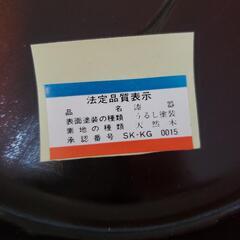 法定品質表示
品名 漆器
表面塗装の種類 うるし塗装
素地の種類 天然木
承認番号 SK-KG 0015